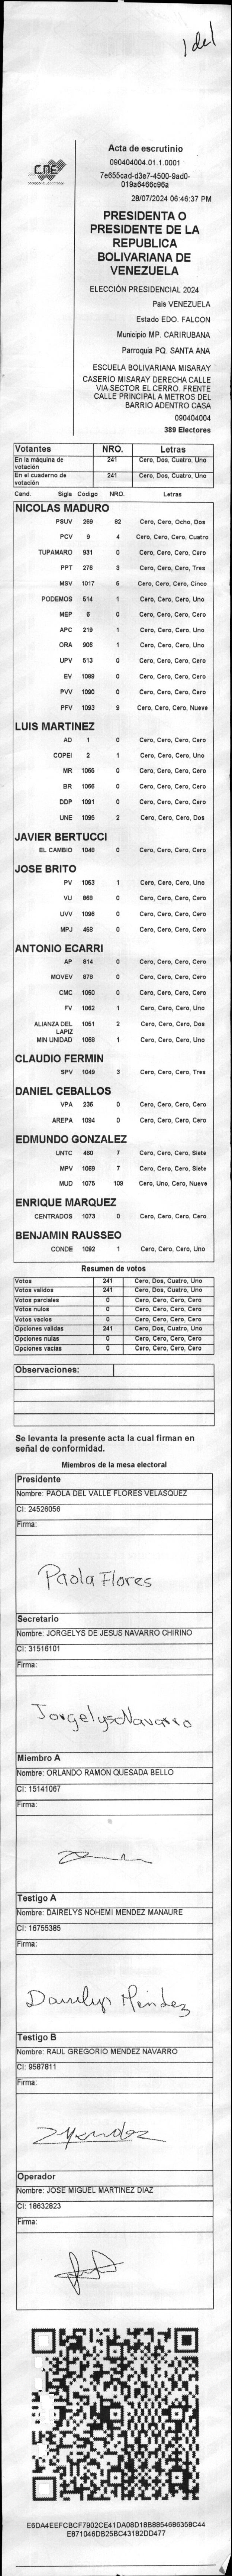 1 de 1
CNE
Acta de escrutinio
090404004.01.1.0001
7e655cad-d3e7-4500-9ad0-
019a6466c96a
28/07/2024 06:46:37 PM
PRESIDENTA O
PRESIDENTE DE LA
REPUBLICA
BOLIVARIANA DE
VENEZUELA
ELECCIÓN PRESIDENCIAL 2024
Pais VENEZUELA
Estado EDO. FALCON
Municipio MP. CARIRUBANA
Parroquia PQ. SANTA ANA
ESCUELA BOLIVARIANA MISARAY
CASERIO MISARAY DERECHA CALLE
VIA SECTOR EL CERRO. FRENTE
CALLE PRINCIPAL A METROS DEL
BARRIO ADENTRO CASA
090404004
389 Electores
Votantes NRO. Letras
En la máquina de votación 241 Cero, Dos, Cuatro, Uno
En el cuaderno de votación 241 Cero, Dos, Cuatro, Uno
Cand. Sigla Código NRO. Letras
NICOLAS MADURO
PSUV 269 82 Cero, Cero, Ocho, Dos
PCV 9 4 Cero, Cero, Cero, Cuatro
TUPAMARO 931 0 Cero, Cero, Cero, Cero
PPT 276 3 Cero, Cero, Cero, Tres
MSV 1017 5 Cero, Cero, Cero, Cinco
PODEMOS 514 1 Cero, Cero, Cero, Uno
MEP 6 0 Cero, Cero, Cero, Cero
APC 219 1 Cero, Cero, Cero, Uno
ORA 906 1 Cero, Cero, Cero, Uno
UPV 513 0 Cero, Cero, Cero, Cero
EV 1089 0 Cero, Cero, Cero, Cero
PVV 1090 0 Cero, Cero, Cero, Cero
PFV 1093 9 Cero, Cero, Cero, Nueve
LUIS MARTINEZ
AD 1 0 Cero, Cero, Cero, Cero
COPEI 2 1 Cero, Cero, Cero, Uno
MR 1065 0 Cero, Cero, Cero, Cero
BR 1066 0 Cero, Cero, Cero, Cero
DDP 1091 0 Cero, Cero, Cero, Cero
UNE 1095 2 Cero, Cero, Cero, Dos
JAVIER BERTUCCI
EL CAMBIO 1048 0 Cero, Cero, Cero, Cero
JOSE BRITO
PV 1053 1 Cero, Cero, Cero, Uno
VU 868 0 Cero, Cero, Cero, Cero
UVV 1096 0 Cero, Cero, Cero, Cero
MPJ 458 0 Cero, Cero, Cero, Cero
ANTONIO ECARRI
AP 814 0 Cero, Cero, Cero, Cero
MOVEV 878 0 Cero, Cero, Cero, Cero
CMC 1050 0 Cero, Cero, Cero, Cero
FV 1062 1 Cero, Cero, Cero, Uno
ALIANZA DEL LAPIZ 1051 2 Cero, Cero, Cero, Dos
MIN UNIDAD 1068 1 Cero, Cero, Cero, Uno
CLAUDIO FERMIN
SPV 1049 3 Cero, Cero, Cero, Tres
DANIEL CEBALLOS
VPA 236 0 Cero, Cero, Cero, Cero
AREPA 1094 0 Cero, Cero, Cero, Cero
EDMUNDO GONZALEZ
UNTC 460 7 Cero, Cero, Cero, Siete
MPV 1069 7 Cero, Cero, Cero, Siete
MUD 1075 109 Cero, Uno, Cero, Nueve
ENRIQUE MARQUEZ
CENTRADOS 1073 0 Cero, Cero, Cero, Cero
BENJAMIN RAUSSEO
CONDE 1092 1 Cero, Cero, Cero, Uno
Resumen de votos
Votos 241 Cero, Dos, Cuatro, Uno
Votos validos 241 Cero, Dos, Cuatro, Uno
Votos parciales 0 Cero, Cero, Cero, Cero
Votos nulos 0 Cero, Cero, Cero, Cero
Votos vacios 0 Cero, Cero, Cero, Cero
Opciones validas 241 Cero, Dos, Cuatro, Uno
Opciones nulas 0 Cero, Cero, Cero, Cero
Opciones vacias 0 Cero, Cero, Cero, Cero
Observaciones:
Se levanta la presente acta la cual firman en
señal de conformidad.
Miembros de la mesa electoral
Presidente
Nombre: PAOLA DEL VALLE FLORES VELASQUEZ
CI: 24526056
Firma:
Paola Flores
Secretario
Nombre: JORGELYS DE JESUS NAVARRO CHIRINO
CI: 31516101
Firma:
Jorgelys Navarro
Miembro A
Nombre: ORLANDO RAMON QUESADA BELLO
CI: 15141067
Firma:
Testigo A
Nombre: DAIRELYS NOHEMI MENDEZ MANAURE
CI: 16755385
Firma:
Dairelys Méndez
Testigo B
Nombre: RAUL GREGORIO MENDEZ NAVARRO
CI: 9587811
Firma:
Operador
Nombre: JOSE MIGUEL MARTINEZ DIAZ
CI: 18632823
Firma:
E6DA4EEFCBCF7902CE41DA08D18B885468635BC44
EB71046DB25BC43182DD477